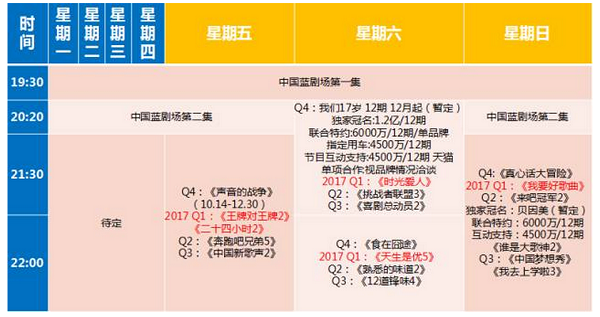 时间
星期一
星期二
星期三
星期四
星期五
星期六
星期日
19:30
中国蓝剧场第一集
20:20
中国蓝剧场第二集
Q4：我们17岁 12期 12月起（暂定）
独家冠名:1.2亿/12期
联合特约:6000万/12期/单品牌
指定用车:4500万/12期
节目互动支持:4500万/12期 天猫
单项合作:视品牌情况洽谈
2017 Q1：《时光爱人》
Q2：《挑战者联盟3》
Q3：《喜剧总动员2》
中国蓝剧场第二集
21:30
22:00
待定
Q4：《声音的战争》
（10.14-12.30）
2017 Q1：《王牌对王牌2》
《二十四小时2》
Q2：《奔跑吧兄弟5》
Q3：《中国新歌声2》
Q4：《食在囧途》
2017 Q1：《天生是优5》
Q2：《熟悉的味道2》
Q3：《12道锋味4》
Q4:《真心话大冒险》
2017 Q1：《我要好歌曲》
Q2：《来吧冠军2》
独家冠名：贝因美（暂定）
联合特约：6000万/12期
互动支持：4500万/12期
《谁是大歌神2》
Q3：《中国梦想秀》
《我去上学啦3》